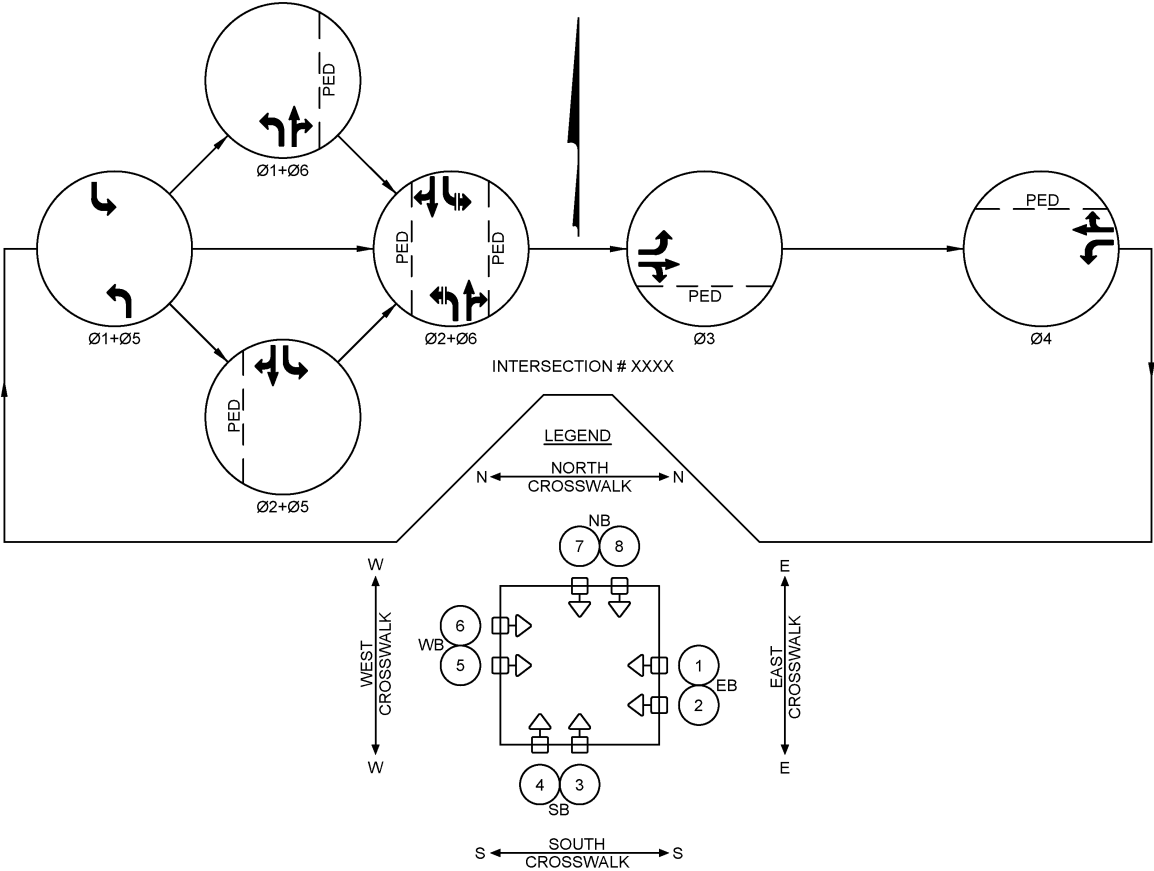 PED
Ø1+Ø6
Ø1+Ø5
PED
PED
Ø2+Ø6
PED
Ø3
PED
Ø4
PED
Ø2+Ø5
INTERSECTION # XXXX
LEGEND
N
NORTH
CROSSWALK
N
NB
7
8
W
WEST
CROSSWALK
W
6
WB
5
1
EB
2
E
EAST
CROSSWALK
E
4
3
SB
S
SOUTH
CROSSWALK
S